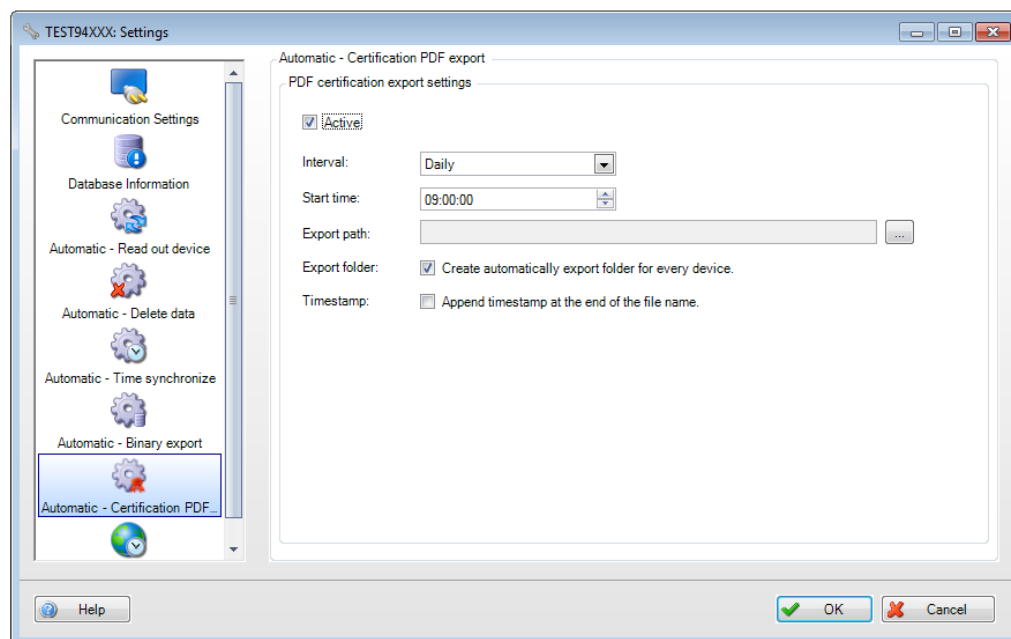 TEST94XXX: Settings
Communication Settings
Database Information
Automatic - Read out device
Automatic - Delete data
Automatic - Time synchronize
Automatic - Binary export
Automatic - Certification PDF...
Automatic - Certification PDF export
PDF certification export settings
Active
Interval: Daily
Start time: 09:00:00
Export path: ...
Export folder: Create automatically export folder for every device.
Timestamp: Append timestamp at the end of the file name.
Help OK Cancel